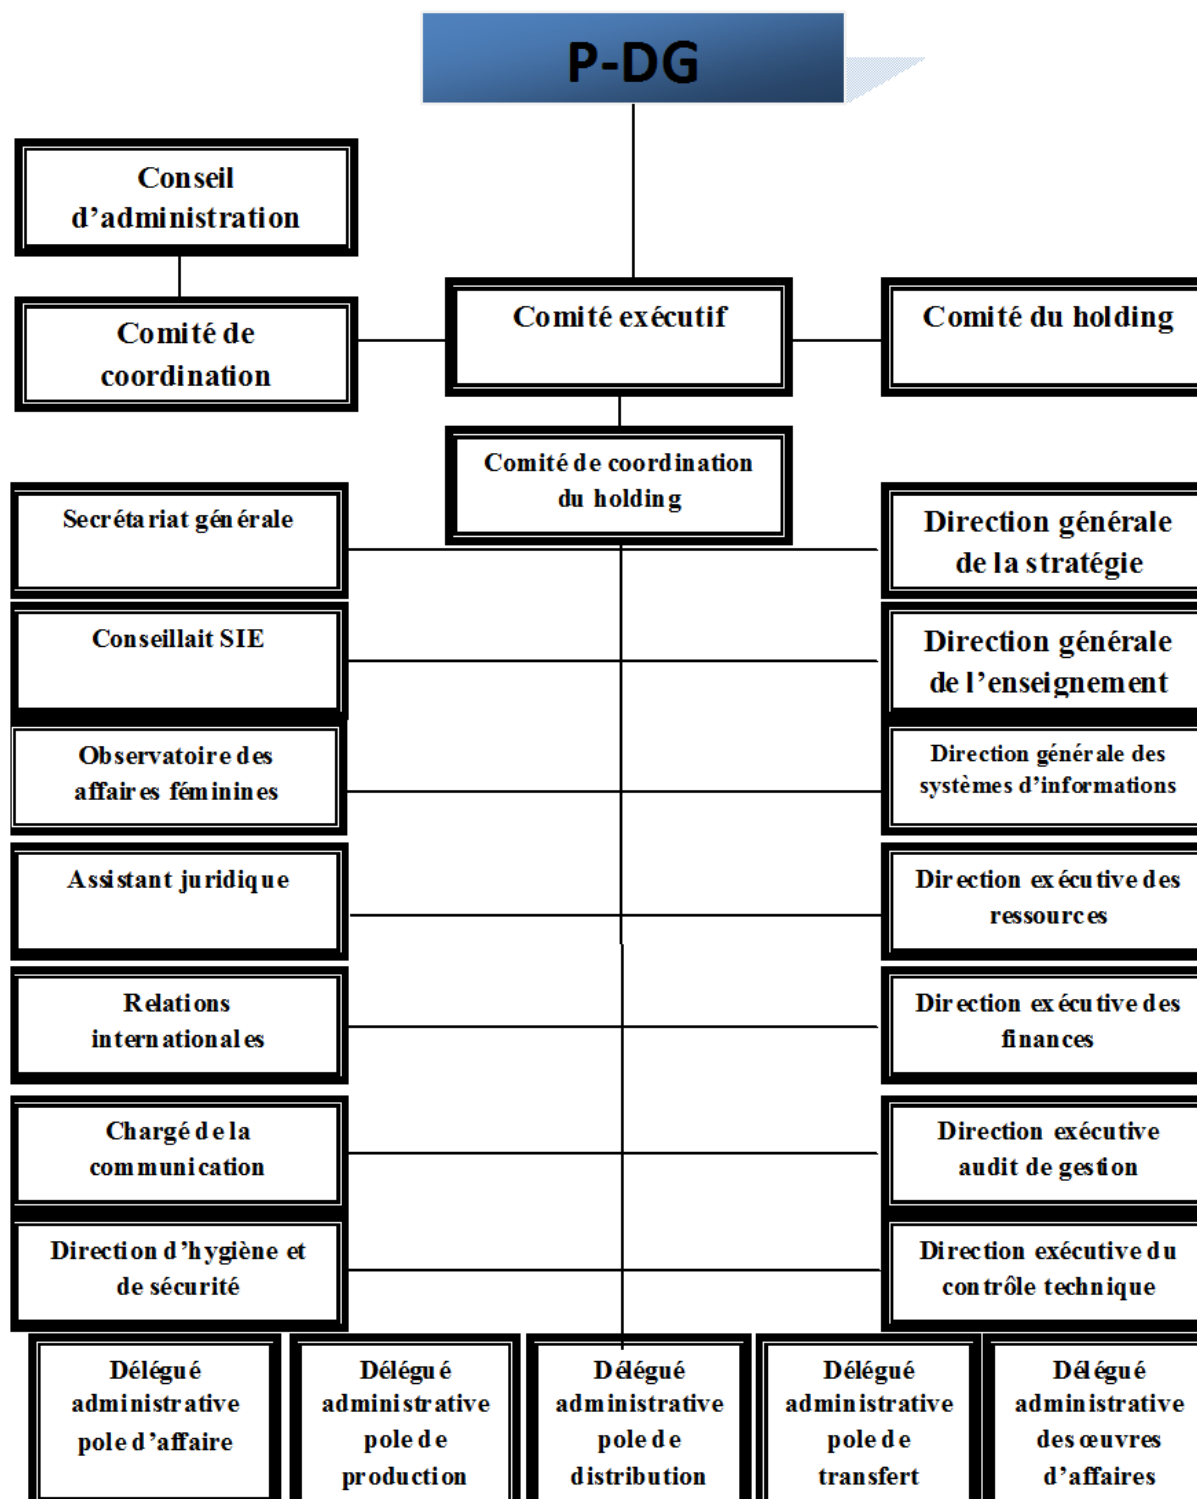 P-DG
Conseil
d’administration
Comité de
coordination
Comité exécutif
Comité du holding
Comité de coordination
du holding
Secrétariat générale
Direction générale
de la stratégie
Conseillait SIE
Direction générale
de l’enseignement
Observatoire des
affaires féminines
Direction générale des
systèmes d’informations
Assistant juridique
Direction exécutive des
ressources
Relations
internationales
Direction exécutive des
finances
Chargé de la
communication
Direction exécutive
audit de gestion
Direction d’hygiène et
de sécurité
Direction exécutive du
contrôle technique
Délégué
administrative
pole d’affaire
Délégué
administrative
pole de
production
Délégué
administrative
pole de
distribution
Délégué
administrative
pole de
transfert
Délégué
administrative
des œuvres
d’affaires